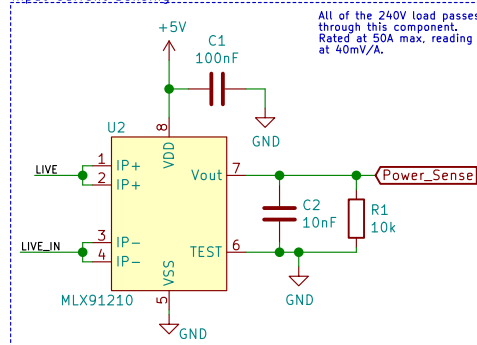 All of the 240V load passes
through this component.
Rated at 50A max, reading
at 40mV/A.
+5V
C1
100nF
GND
U2
8
VDD
LIVE
1
IP+
2
IP+
Vout
7
Power_Sense
C2
10nF
R1
10k
LIVE_IN
3
IP-
4
IP-
TEST
6
VSS
5
MLX91210
GND
GND